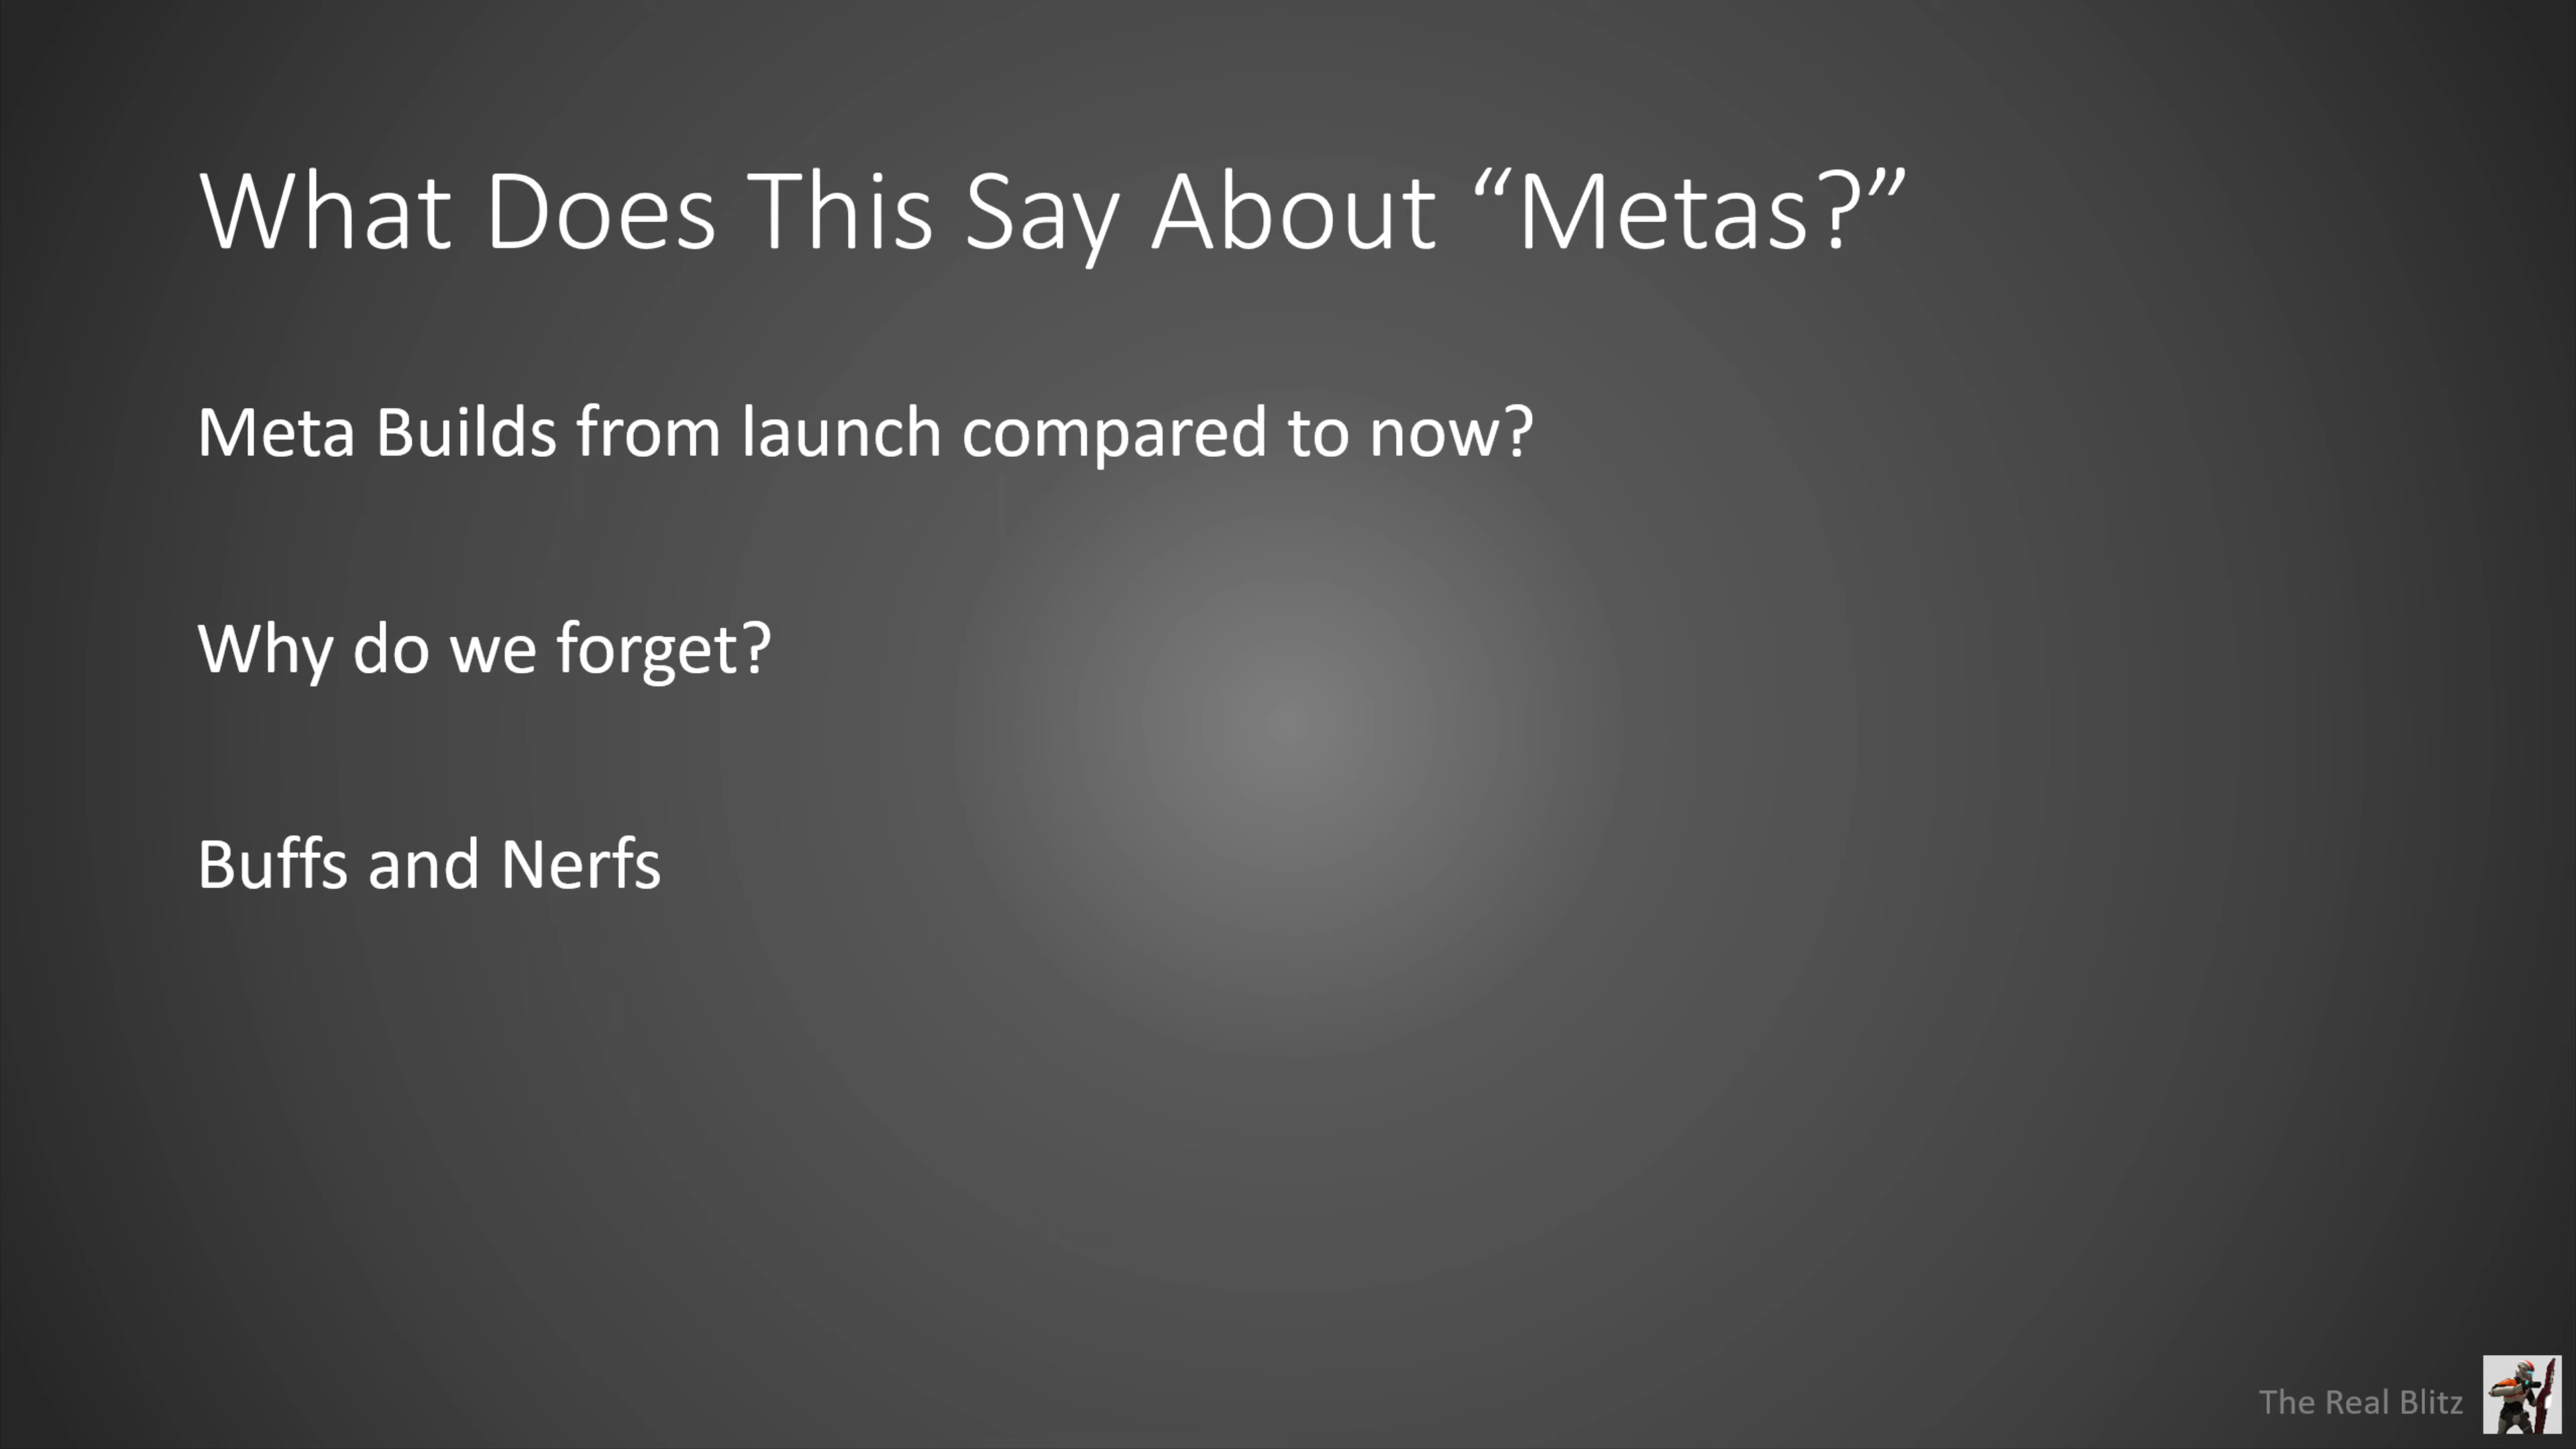 What Does This Say About “Metas?”
Meta Builds from launch compared to now?
Why do we forget?
Buffs and Nerfs
The Real Blitz